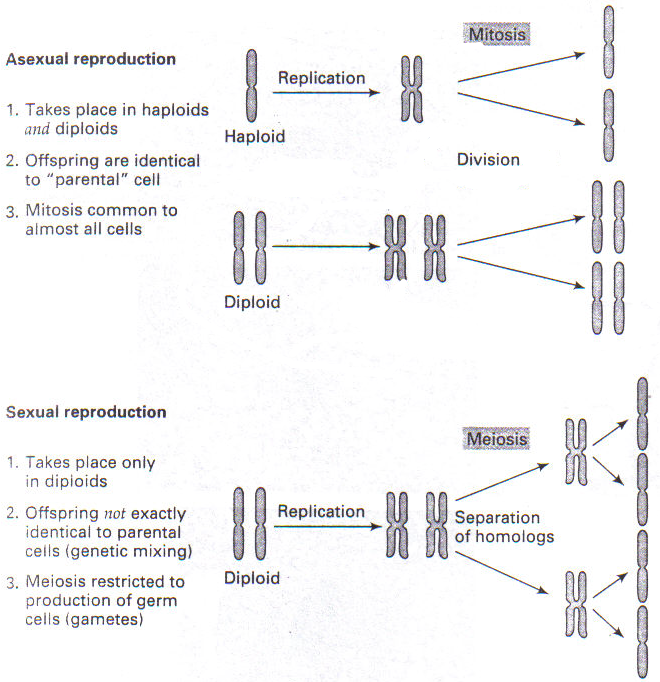 Asexual reproduction
1. Takes place in haploids
and diploids
2. Offspring are identical
to “parental” cell
3. Mitosis common to
almost all cells
Haploid
Replication
Mitosis
Division
Diploid
Sexual reproduction
1. Takes place only
in diploids
2. Offspring not exactly
identical to parental
cells (genetic mixing)
3. Meiosis restricted to
production of germ
cells (gametes)
Diploid
Replication
Meiosis
Separation
of homologs